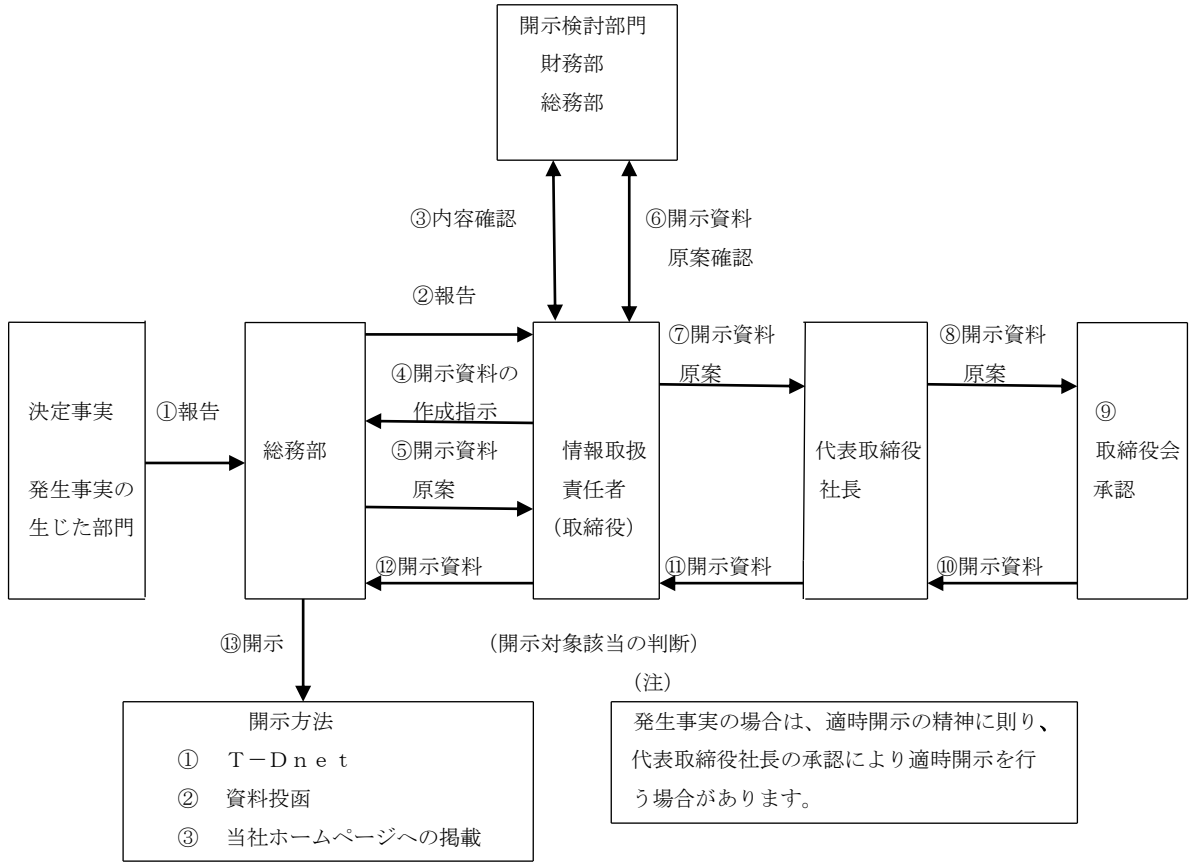 開示検討部門
財務部
総務部
③内容確認
⑥開示資料
原案確認
②報告
決定事実
発生事実の
生じた部門
①報告
総務部
④開示資料の
作成指示
⑤開示資料
原案
⑫開示資料
情報取扱
責任者
（取締役）
⑦開示資料
原案
⑪開示資料
代表取締役
社長
⑧開示資料
原案
⑩開示資料
⑨
取締役会
承認
⑬開示
（開示対象該当の判断）
開示方法
①　Ｔ－Ｄｎｅｔ
②　資料投函
③　当社ホームページへの掲載
（注）
発生事実の場合は、適時開示の精神に則り、
代表取締役社長の承認により適時開示を行
う場合があります。